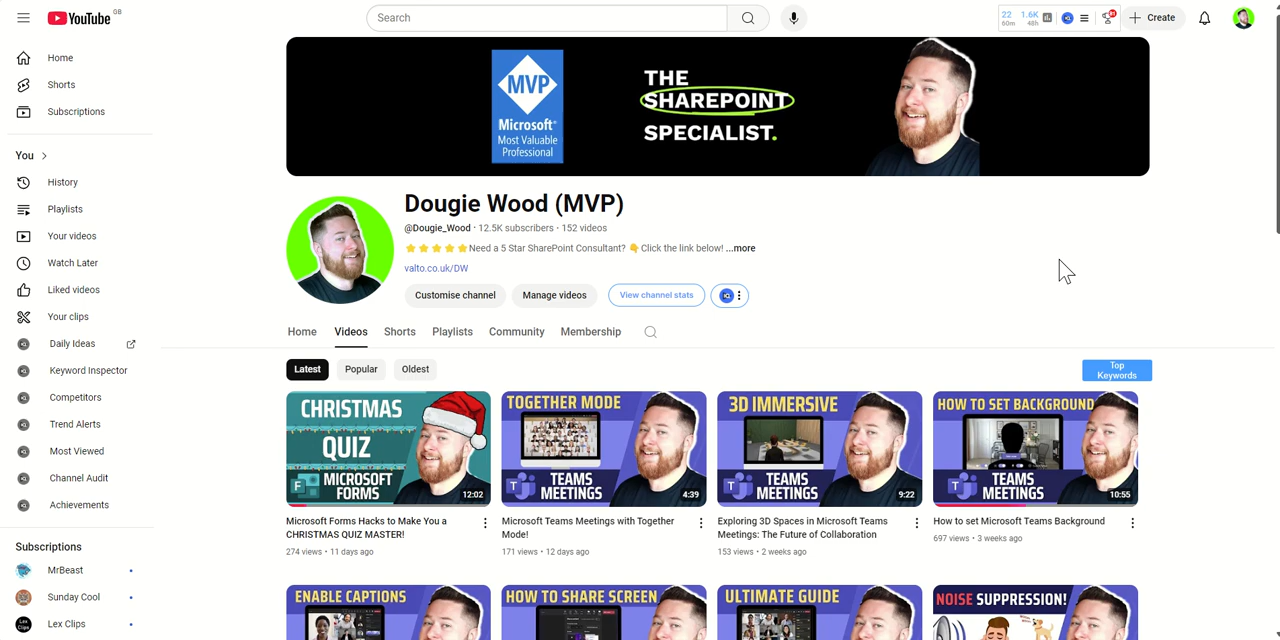 YouTube GB
Search
22 60m 1.6K 48h
Create
Home
Shorts
Subscriptions
You
History
Playlists
Your videos
Watch Later
Liked videos
Your clips
Daily Ideas
Keyword Inspector
Competitors
Trend Alerts
Most Viewed
Channel Audit
Achievements
Subscriptions
MrBeast
Sunday Cool
Lex Clips
MVP
Microsoft®
Most Valuable
Professional
THE
SHAREPOINT
SPECIALIST.
Dougie Wood (MVP)
@Dougie_Wood · 12.5K subscribers · 152 videos
⭐⭐⭐⭐⭐Need a 5 Star SharePoint Consultant? 👇Click the link below! ...more
valto.co.uk/DW
Customise channel Manage videos View channel stats
Home Videos Shorts Playlists Community Membership
Latest Popular Oldest
Top
Keywords
CHRISTMAS
QUIZ
F MICROSOFT
FORMS
12:02
Microsoft Forms Hacks to Make You a
CHRISTMAS QUIZ MASTER!
274 views • 11 days ago
TOGETHER MODE
T TEAMS
MEETINGS
4:39
Microsoft Teams Meetings with Together
Mode!
171 views • 12 days ago
3D IMMERSIVE
T TEAMS
MEETINGS
9:22
Exploring 3D Spaces in Microsoft Teams
Meetings: The Future of Collaboration
153 views • 2 weeks ago
HOW TO SET BACKGROUND
T TEAMS
MEETINGS
10:55
How to set Microsoft Teams Background
697 views • 3 weeks ago
ENABLE CAPTIONS
HOW TO SHARE SCREEN
ULTIMATE GUIDE
NOISE SUPPRESSION!